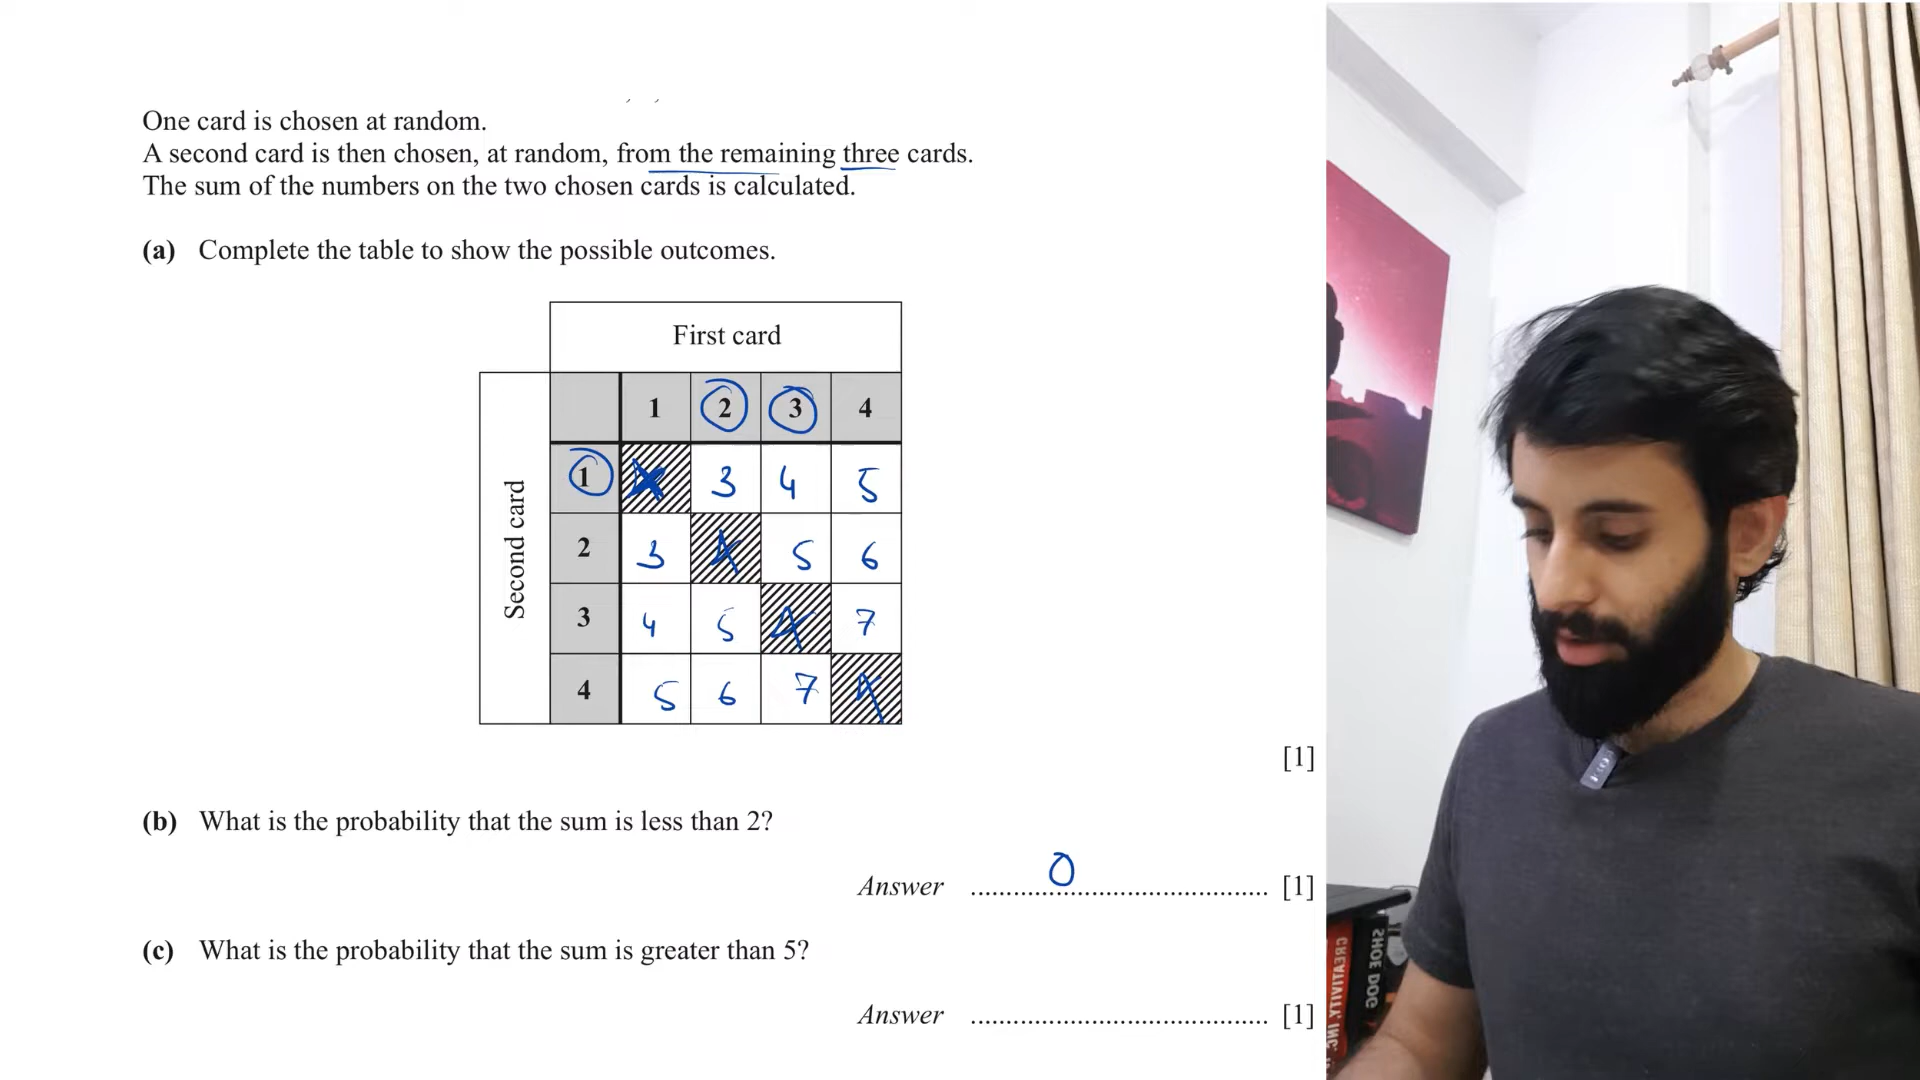 One card is chosen at random.
A second card is then chosen, at random, from the remaining three cards.
The sum of the numbers on the two chosen cards is calculated.
(a) Complete the table to show the possible outcomes.
First card
1 2 3 4
Second card
1 3 4 5
2 3 5 6
3 4 5 7
4 5 6 7
[1]
(b) What is the probability that the sum is less than 2?
Answer 0 [1]
(c) What is the probability that the sum is greater than 5?
Answer [1]
SHOE DOG
CREATIVITY, INC.